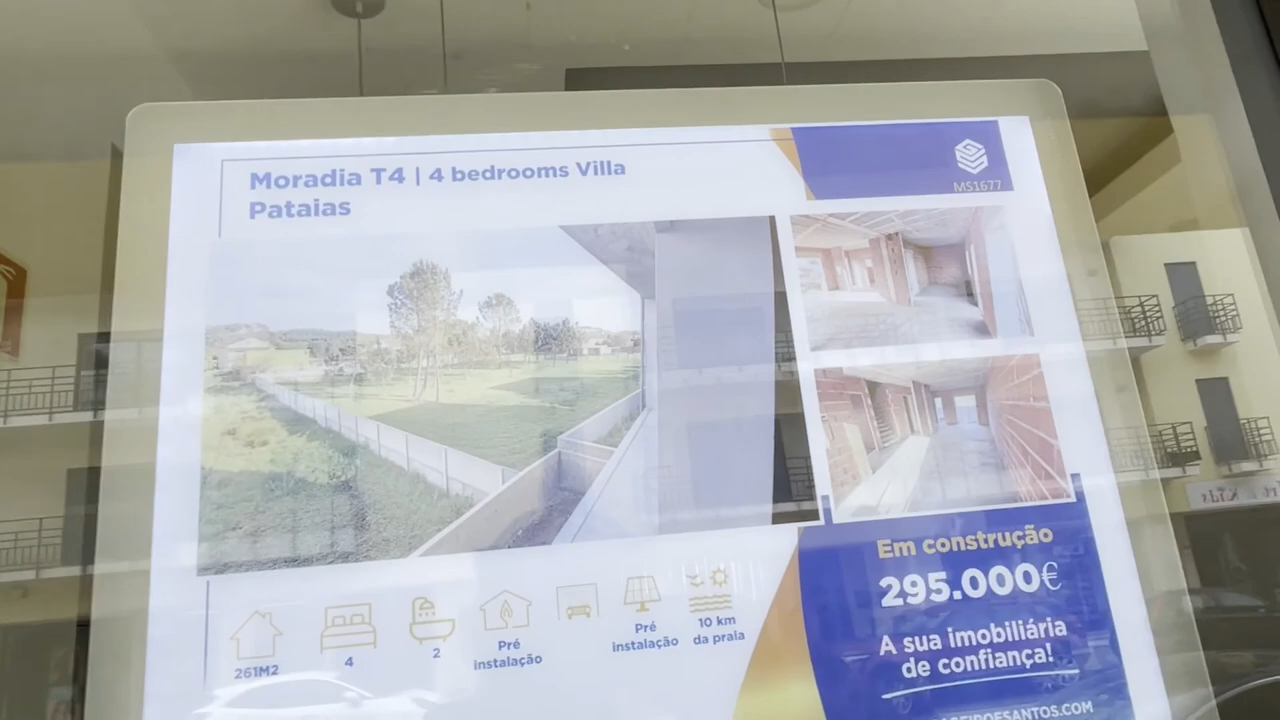 Moradia T4 | 4 bedrooms Villa
Pataias
MS1677
Em construção
295.000€
A sua imobiliária
de confiança!
261M2
4
2
Pré
instalação
Pré
instalação
10 km
da praia